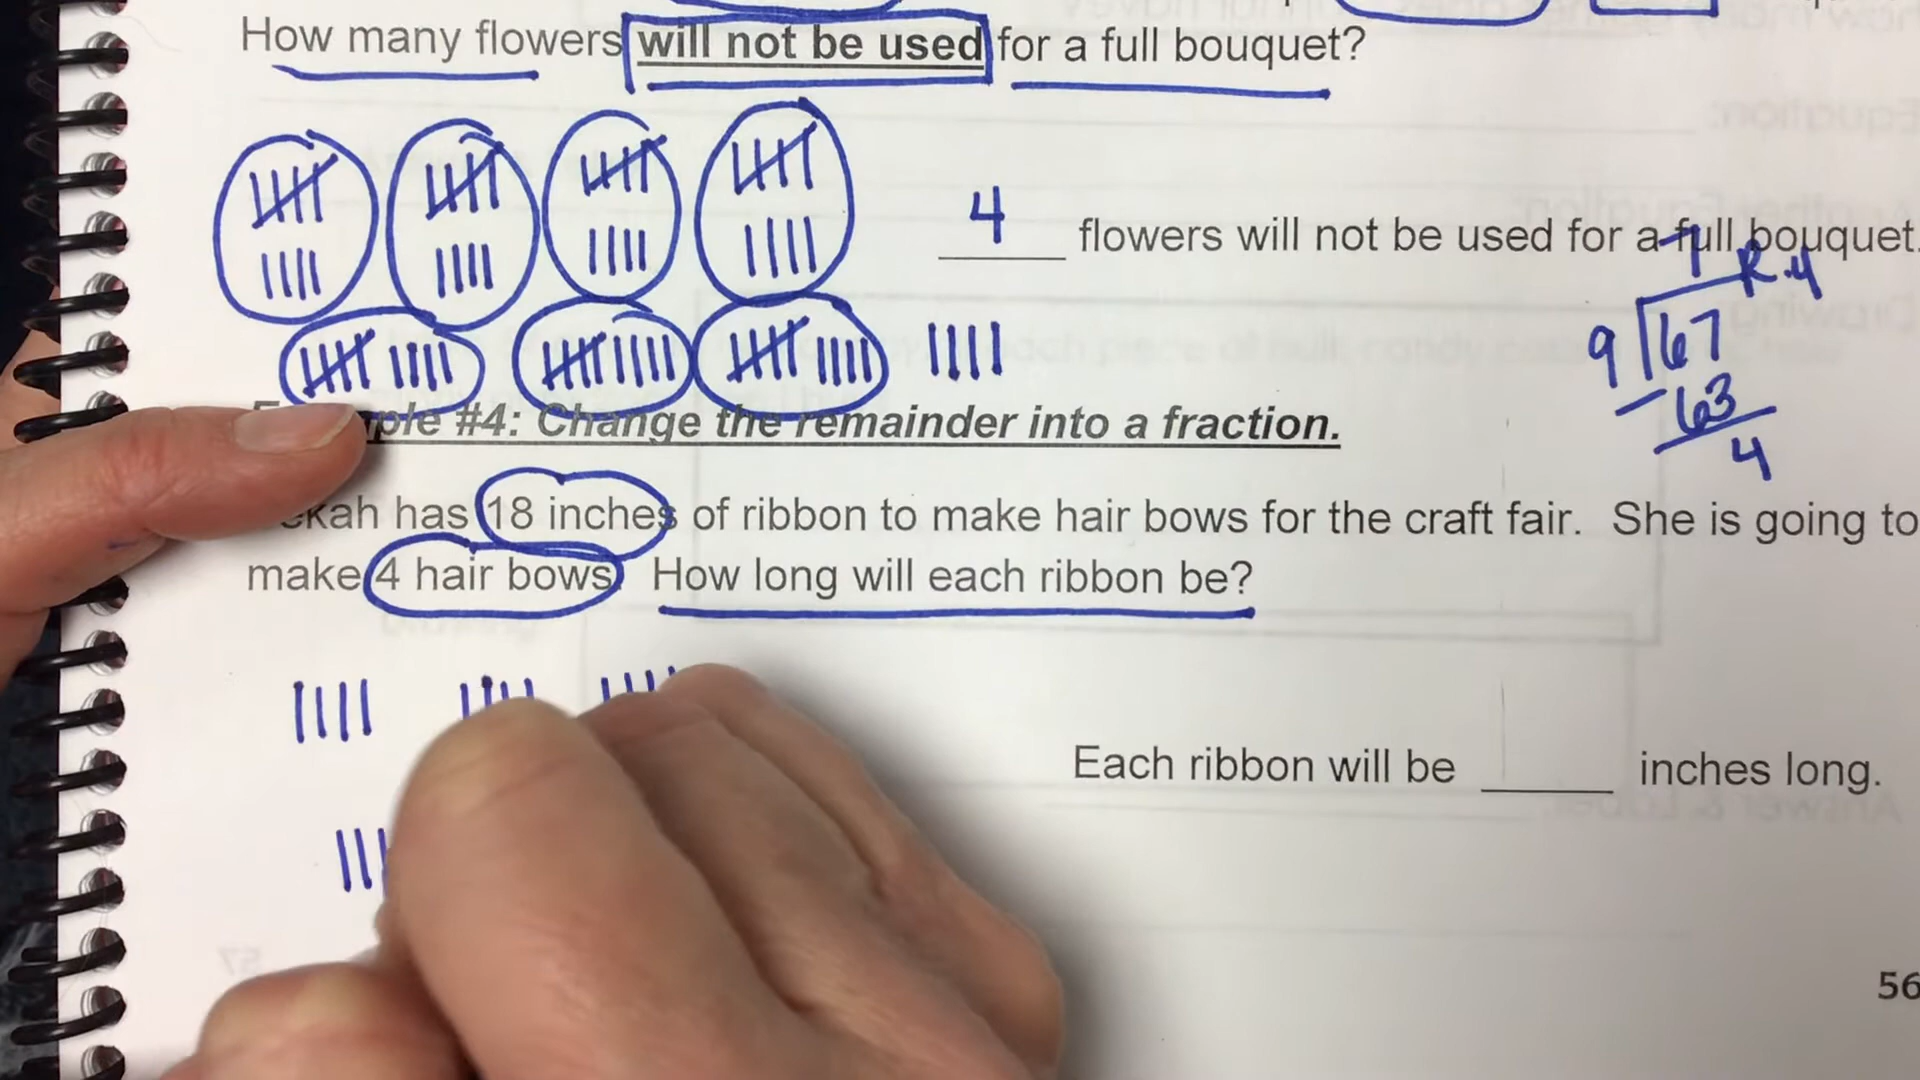 How many flowers will not be used for a full bouquet?
4 flowers will not be used for a full bouquet.
7 R.4
9 67
- 63
4
#4: Change the remainder into a fraction.
has 18 inches of ribbon to make hair bows for the craft fair. She is going to
make 4 hair bows. How long will each ribbon be?
Each ribbon will be ____ inches long.
56